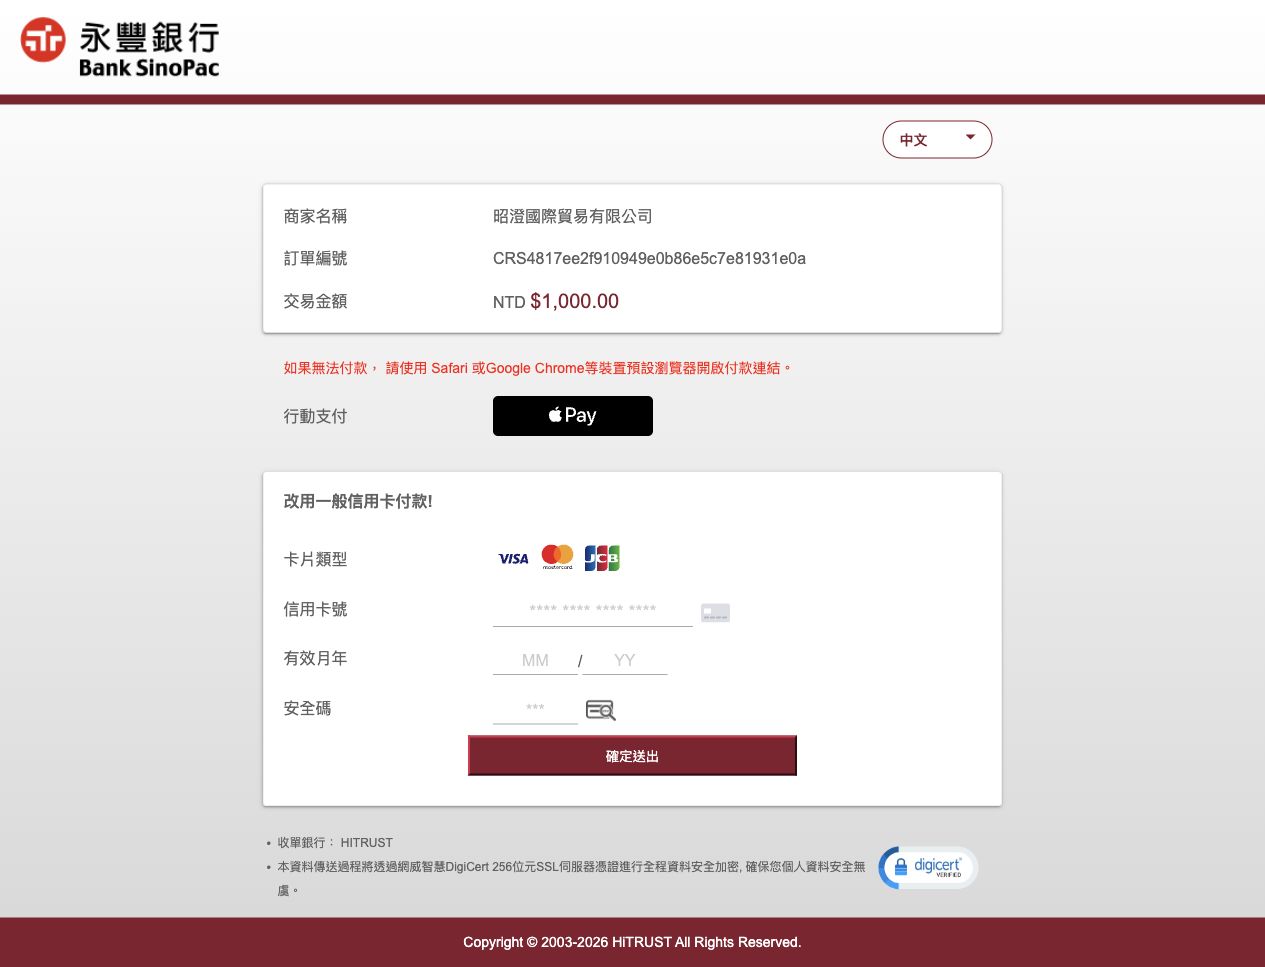 永豐銀行
Bank SinoPac
中文
商家名稱 昭澄國際貿易有限公司
訂單編號 CRS4817ee2f910949e0b86e5c7e81931e0a
交易金額 NTD $1,000.00
如果無法付款， 請使用 Safari 或Google Chrome等裝置預設瀏覽器開啟付款連結。
行動支付 Pay
改用一般信用卡付款!
卡片類型 VISA mastercard JCB
信用卡號 **** **** **** ****
有效月年 MM / YY
安全碼 ***
確定送出
• 收單銀行： HITRUST
• 本資料傳送過程將透過網威智慧DigiCert 256位元SSL伺服器憑證進行全程資料安全加密, 確保您個人資料安全無
虞。
digicert
VERIFIED
Copyright © 2003-2026 HiTRUST All Rights Reserved.